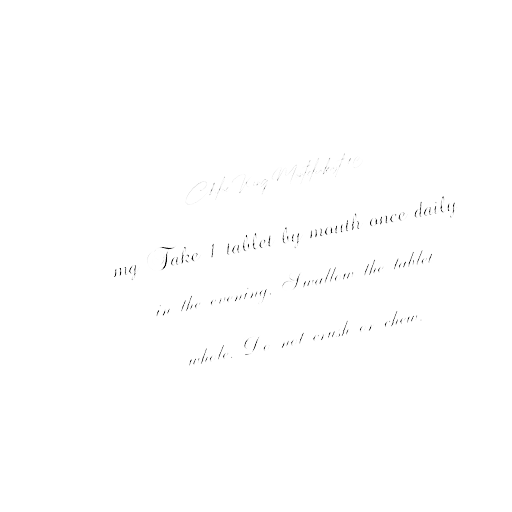 mg Take 1 tablet by mouth once daily
in the evening. Swallow the tablet
whole. Do not crush or chew.